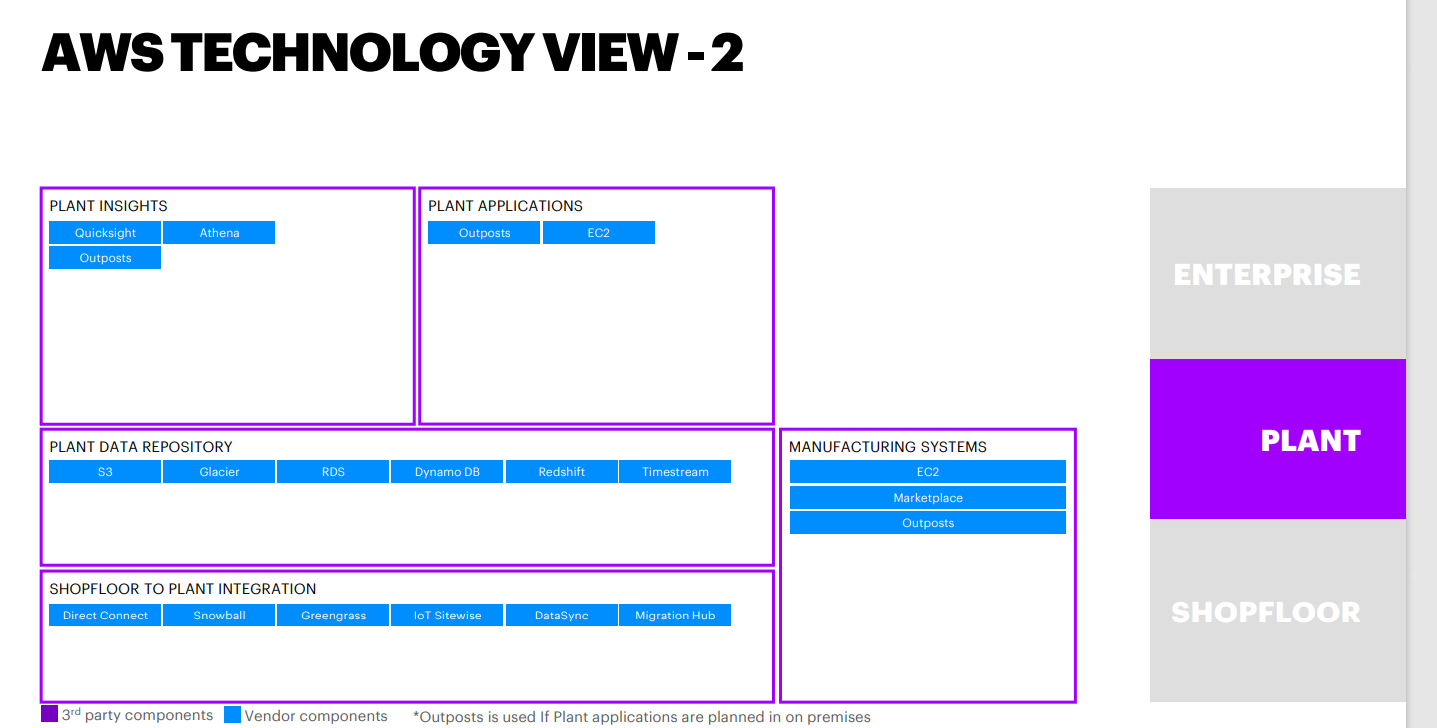 AWS TECHNOLOGY VIEW - 2
PLANT INSIGHTS
Quicksight Athena
Outposts
PLANT APPLICATIONS
Outposts EC2
PLANT DATA REPOSITORY
S3 Glacier RDS Dynamo DB Redshift Timestream
MANUFACTURING SYSTEMS
EC2
Marketplace
Outposts
SHOPFLOOR TO PLANT INTEGRATION
Direct Connect Snowball Greengrass IoT Sitewise DataSync Migration Hub
ENTERPRISE
PLANT
SHOPFLOOR
3rd party components Vendor components *Outposts is used If Plant applications are planned in on premises